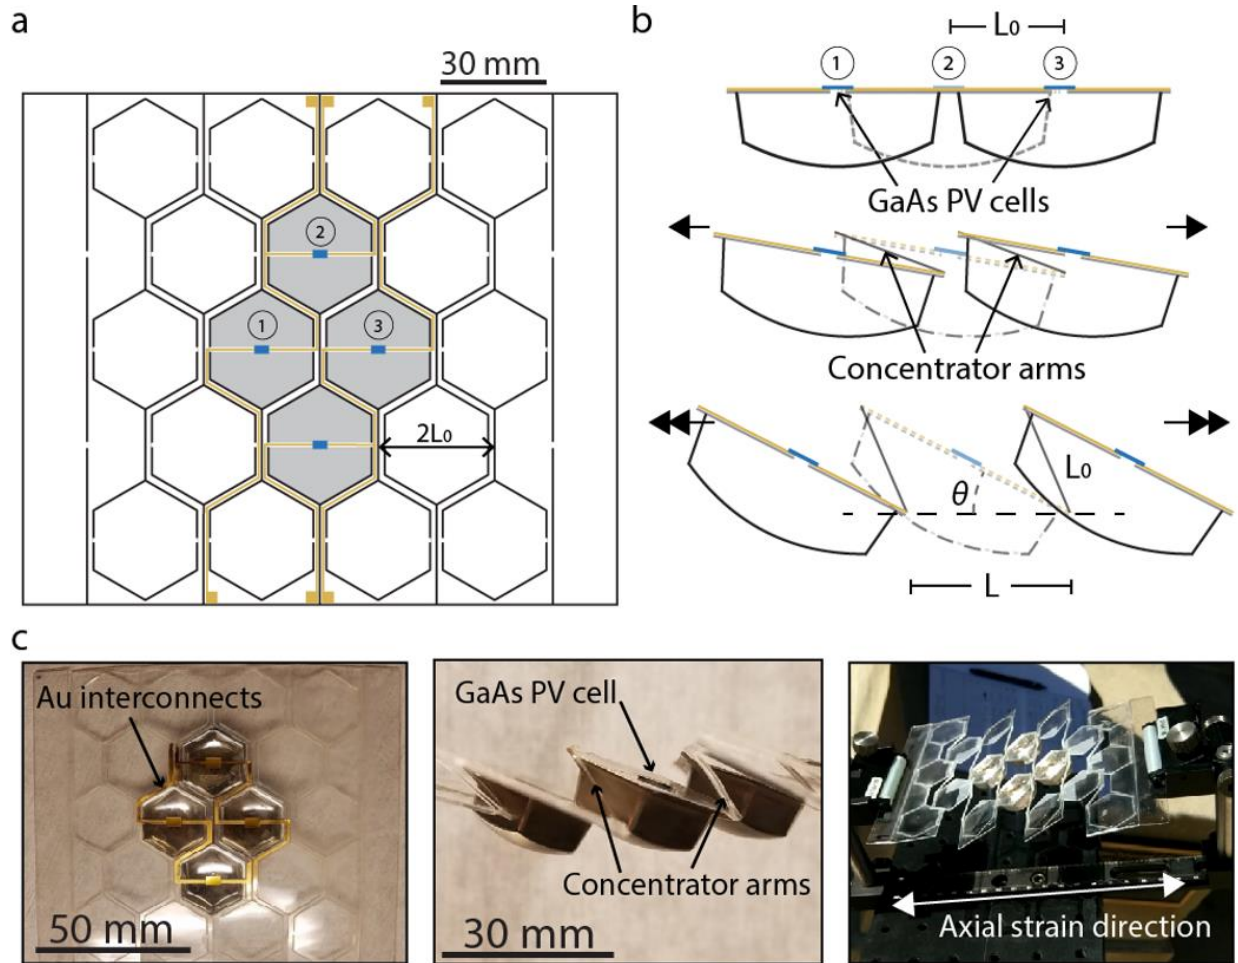 a
30 mm
2
1
3
2L0
b
L0
1
2
3
GaAs PV cells
Concentrator arms
L0
θ
L
c
Au interconnects
50 mm
GaAs PV cell
Concentrator arms
30 mm
Axial strain direction